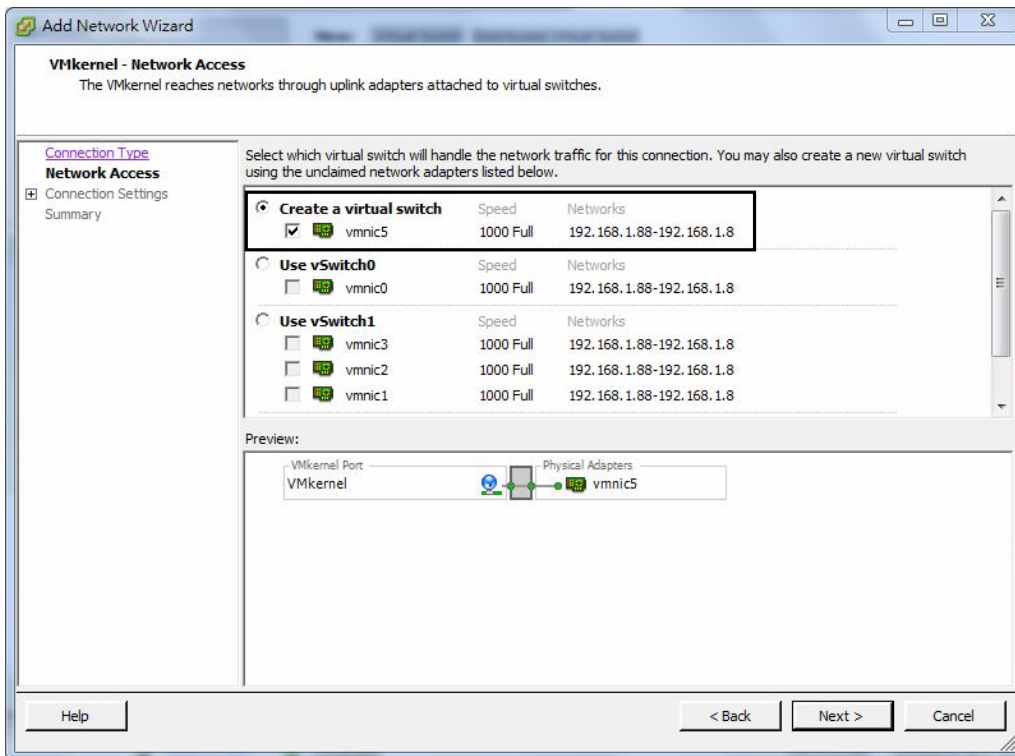 Add Network Wizard
VMkernel - Network Access
The VMkernel reaches networks through uplink adapters attached to virtual switches.
Connection Type
Network Access
Connection Settings
Summary
Select which virtual switch will handle the network traffic for this connection. You may also create a new virtual switch
using the unclaimed network adapters listed below.
Create a virtual switch Speed Networks
vmnic5 1000 Full 192.168.1.88-192.168.1.8
Use vSwitch0 Speed Networks
vmnic0 1000 Full 192.168.1.88-192.168.1.8
Use vSwitch1 Speed Networks
vmnic3 1000 Full 192.168.1.88-192.168.1.8
vmnic2 1000 Full 192.168.1.88-192.168.1.8
vmnic1 1000 Full 192.168.1.88-192.168.1.8
Preview:
VMkernel Port Physical Adapters
VMkernel vmnic5
Help < Back Next > Cancel